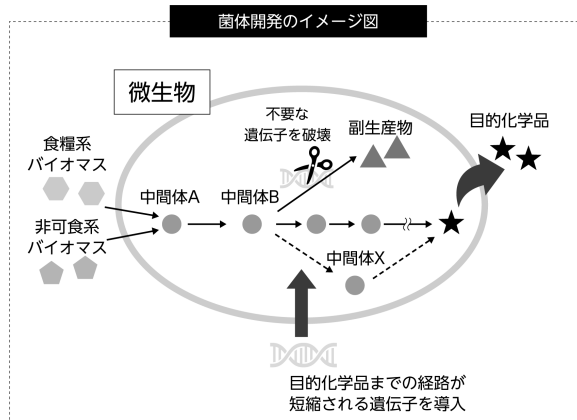 菌体開発のイメージ図
微生物
不要な
遺伝子を破壊
副生産物
目的化学品
食糧系
バイオマス
中間体A
中間体B
非可食系
バイオマス
中間体X
目的化学品までの経路が
短縮される遺伝子を導入